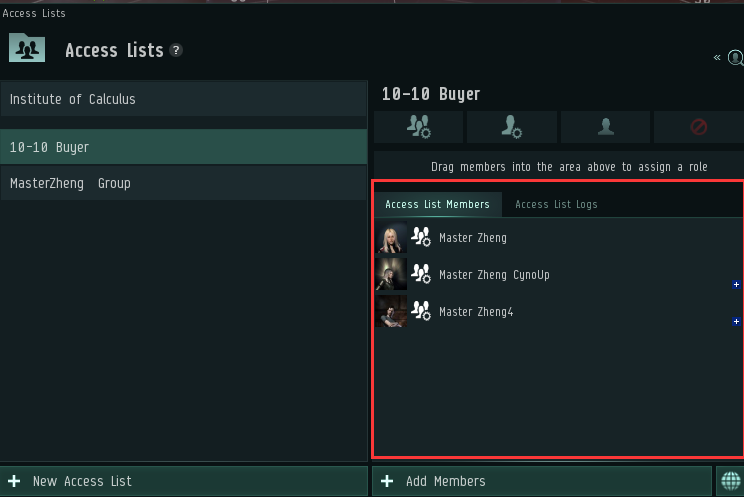 Access Lists
Access Lists ?
«
Institute of Calculus
10-10 Buyer
MasterZheng  Group
10-10 Buyer
Drag members into the area above to assign a role
Access List Members
Access List Logs
Master Zheng
Master Zheng CynoUp
Master Zheng4
New Access List
Add Members